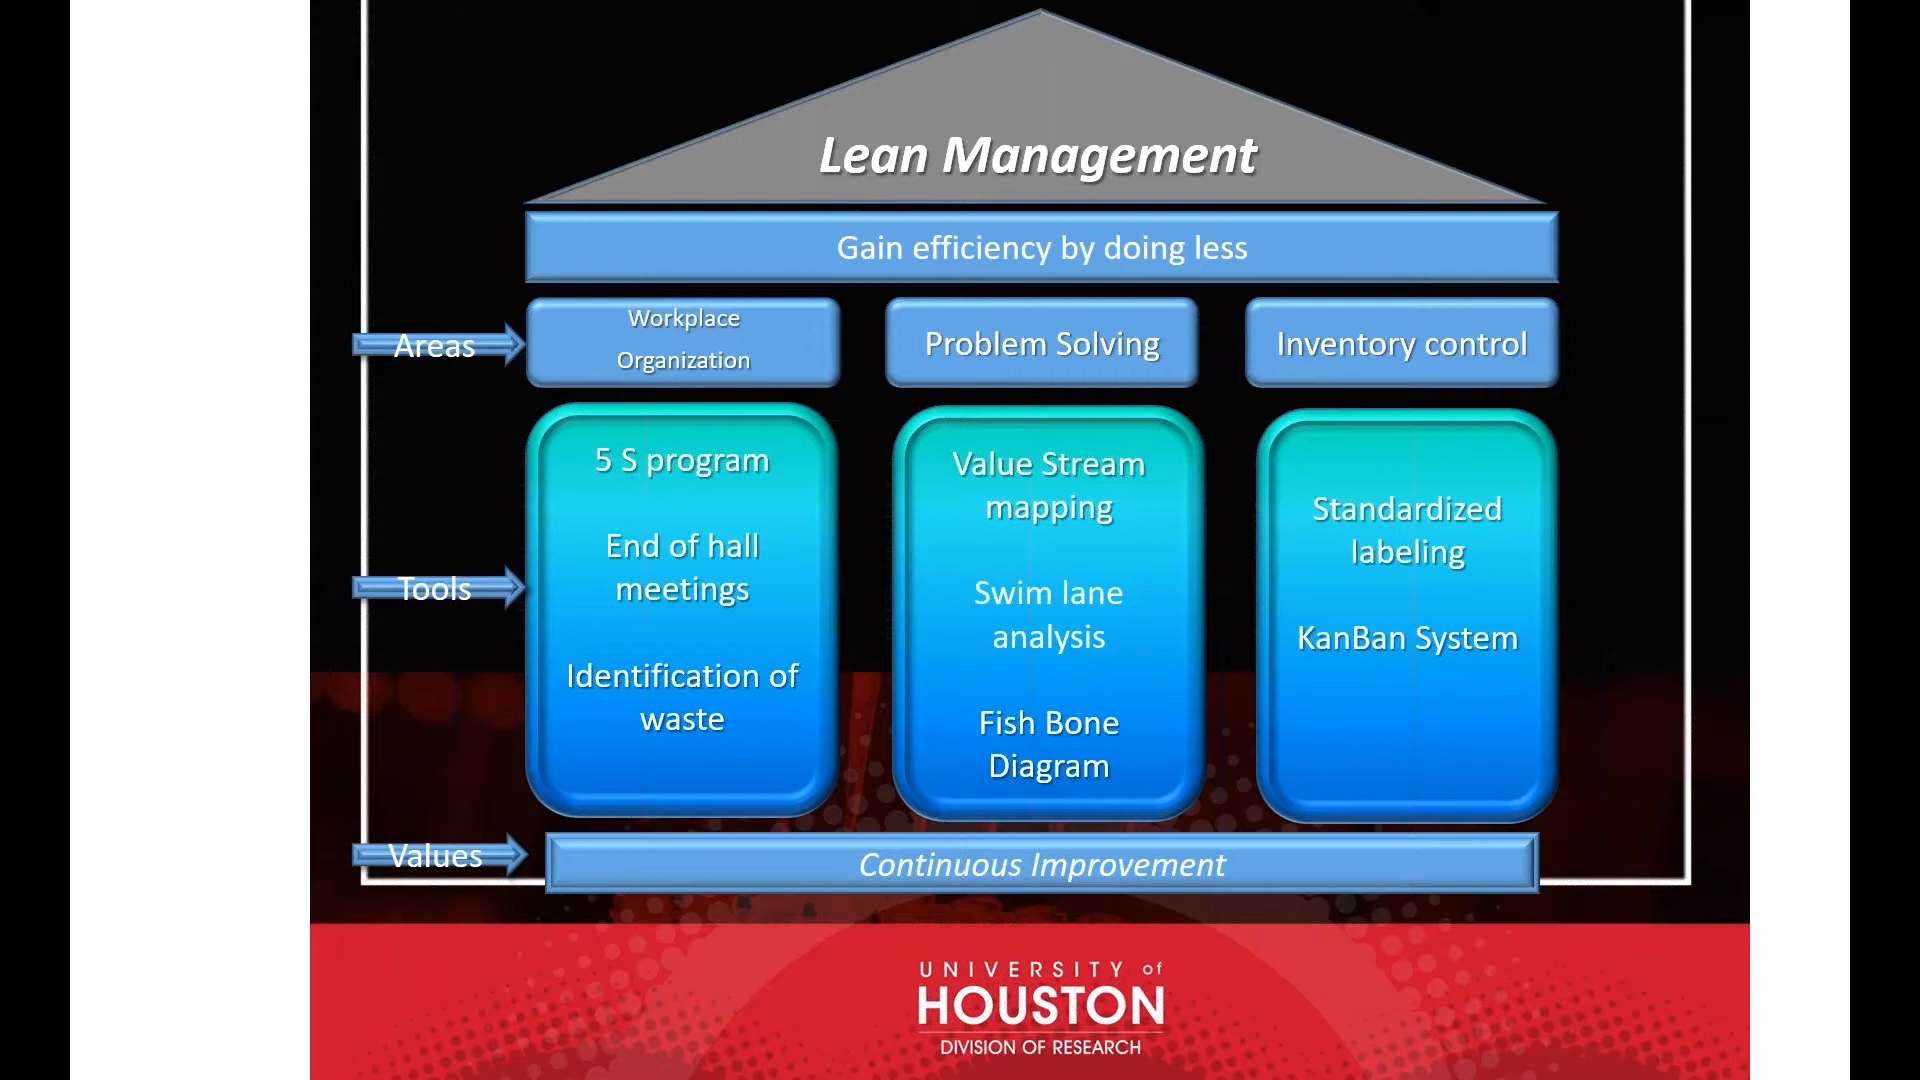 Lean Management
Gain efficiency by doing less
Areas
Workplace
Organization
Problem Solving
Inventory control
Tools
5 S program
End of hall
meetings
Identification of
waste
Value Stream
mapping
Swim lane
analysis
Fish Bone
Diagram
Standardized
labeling
KanBan System
Values
Continuous Improvement
UNIVERSITY of
HOUSTON
DIVISION OF RESEARCH